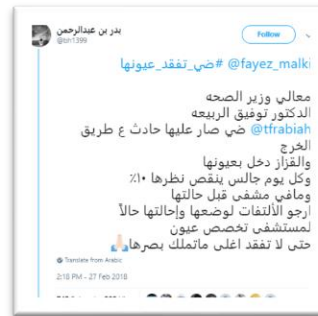 بدر بن عبدالرحمن
@bh1399
Follow
@fayez_malki #ضي_تفقد_عيونها
معالي وزير الصحه
الدكتور توفيق الربيعه
@tfrabiah ضي صار عليها حادث ع طريق
الخرج
والقزاز دخل بعيونها
وكل يوم جالس ينقص نظرها ١٠٪
ومافي مشفى قبل حالتها
ارجو الألتفات لوضعها وإحالتها حالاً
لمستشفى تخصص عيون
حتى لا تفقد اغلى ماتملك بصرها🙏🏻
Translate from Arabic
2:18 PM - 27 Feb 2018